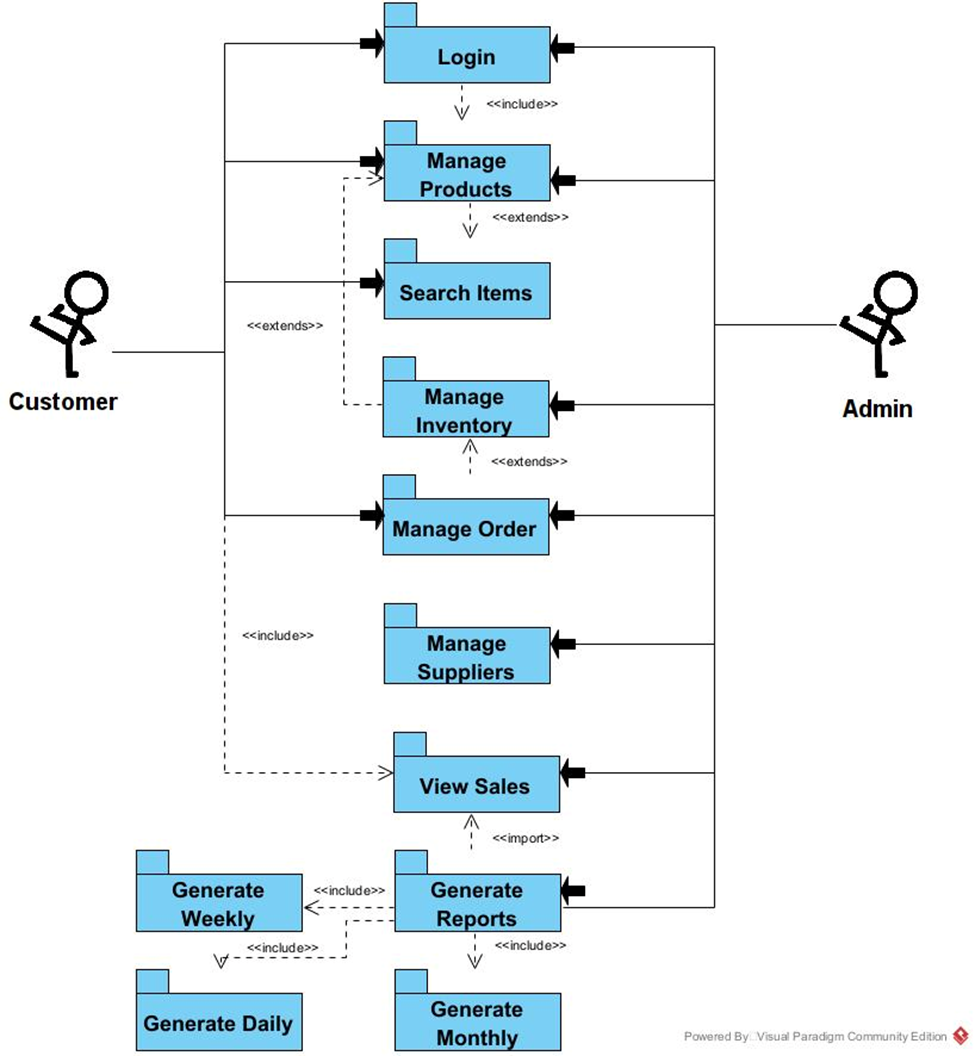 Login
<<include>>
Manage
Products
<<extends>>
Search Items
<<extends>>
Manage
Inventory
Customer
Admin
<<extends>>
Manage Order
<<include>>
Manage
Suppliers
View Sales
<<import>>
Generate
Weekly
<<include>>
Generate
Reports
<<include>>
<<include>>
Generate Daily
Generate
Monthly
Powered By Visual Paradigm Community Edition